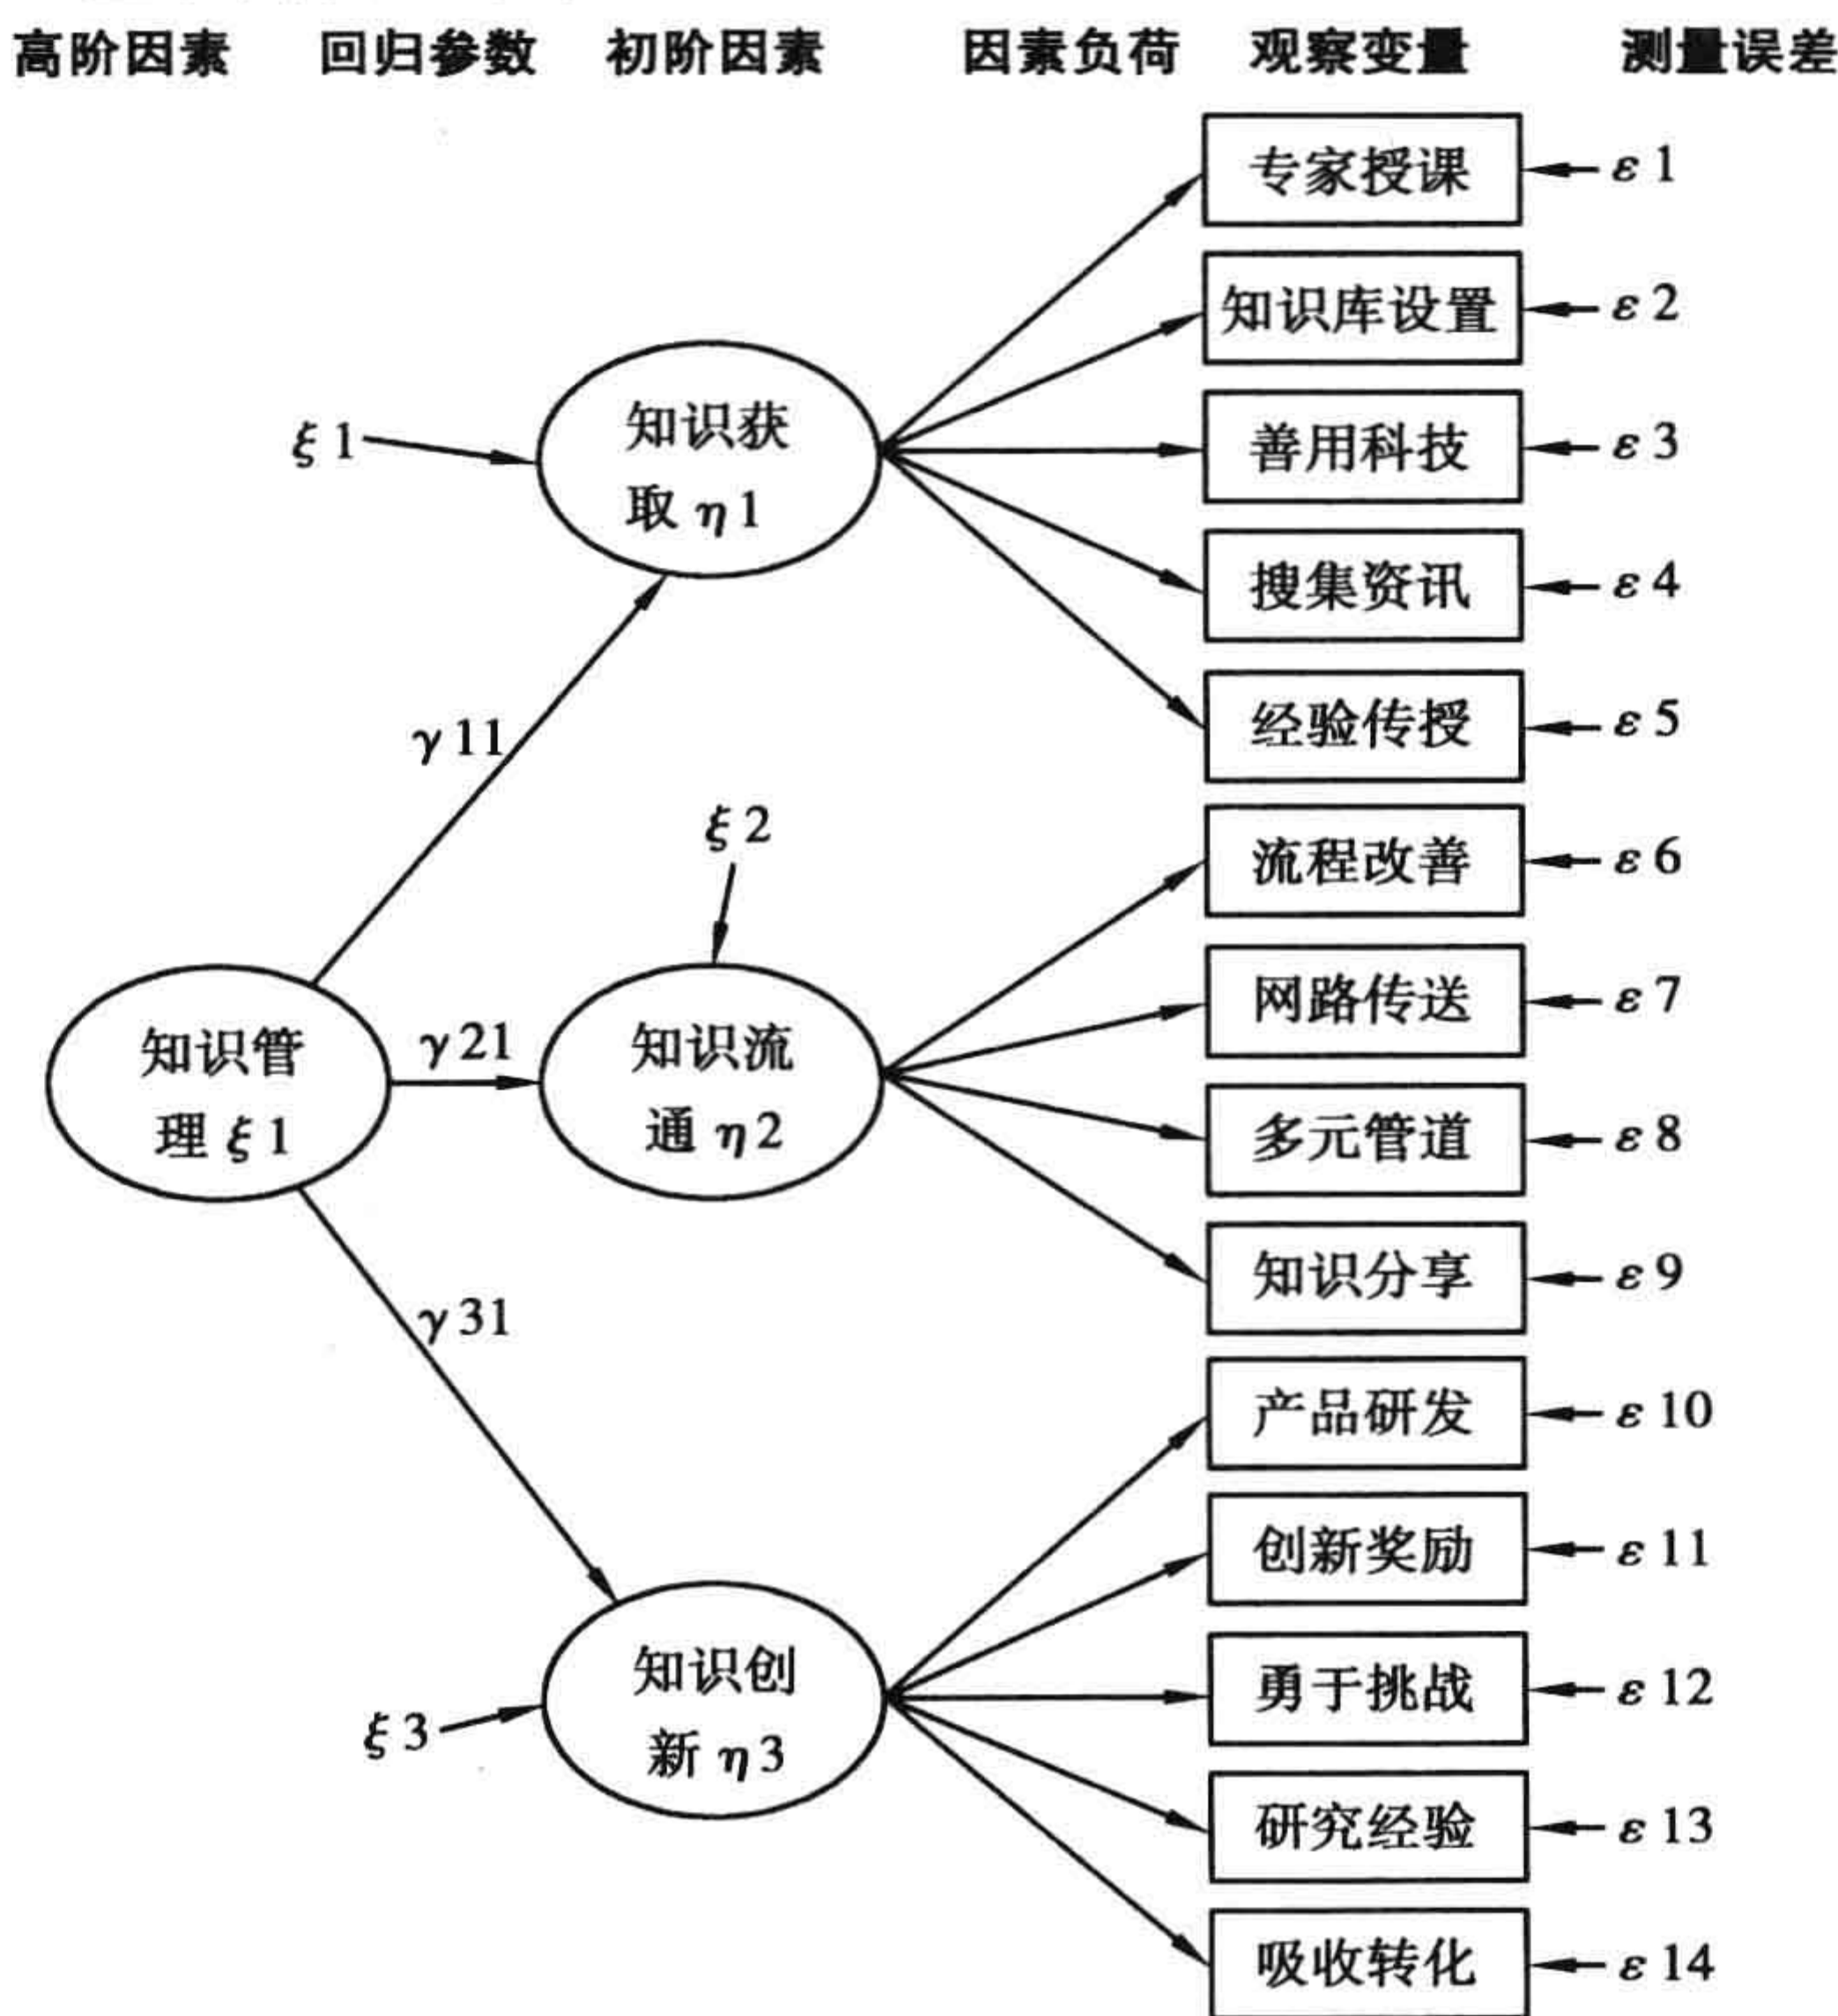 高阶因素 回归参数 初阶因素 因素负荷 观察变量 测量误差
专家授课 ε1
知识库设置 ε2
知识获
取 η1
ξ1
善用科技 ε3
搜集资讯 ε4
经验传授 ε5
γ11
ξ2
流程改善 ε6
网路传送 ε7
知识管
理 ξ1
γ21
知识流
通 η2
多元管道 ε8
知识分享 ε9
γ31
产品研发 ε10
创新奖励 ε11
知识创
新 η3
ξ3
勇于挑战 ε12
研究经验 ε13
吸收转化 ε14